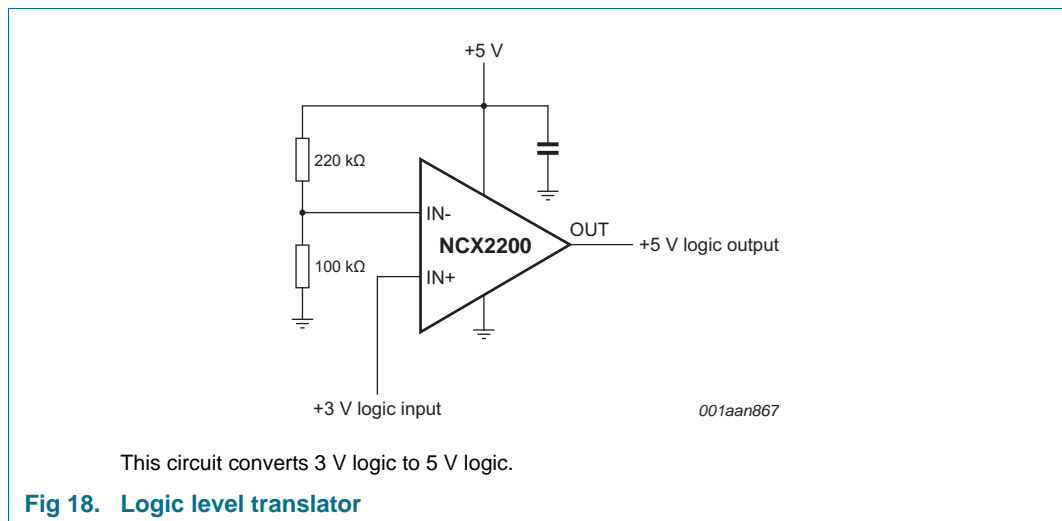 +5 V
220 kΩ
IN-
OUT
NCX2200
+5 V logic output
100 kΩ
IN+
+3 V logic input
001aan867
This circuit converts 3 V logic to 5 V logic.
Fig 18. Logic level translator